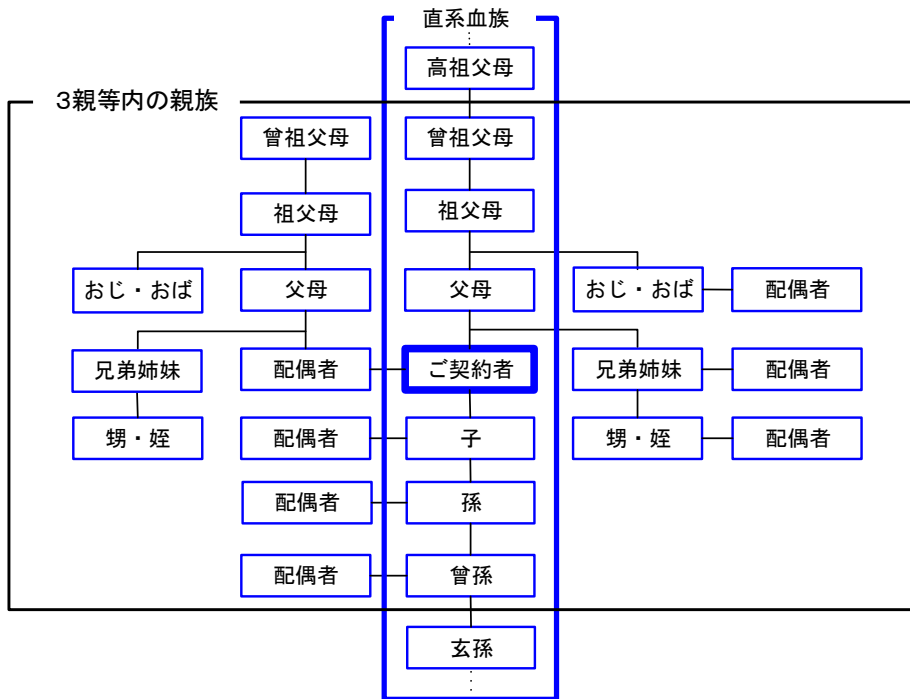 直系血族
高祖父母
3親等内の親族
曾祖父母
曾祖父母
祖父母
祖父母
おじ・おば
父母
父母
おじ・おば
配偶者
兄弟姉妹
配偶者
ご契約者
兄弟姉妹
配偶者
甥・姪
配偶者
子
甥・姪
配偶者
配偶者
孫
配偶者
曾孫
玄孫